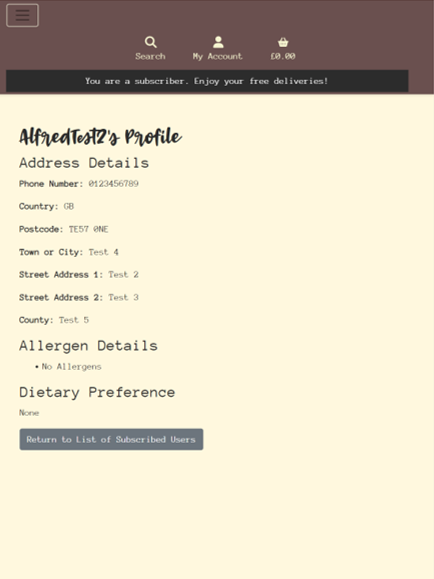 Search
My Account
£0.00
You are a subscriber. Enjoy your free deliveries!
AlfredTest2's Profile
Address Details
Phone Number: 0123456789
Country: GB
Postcode: TE57 0NE
Town or City: Test 4
Street Address 1: Test 2
Street Address 2: Test 3
County: Test 5
Allergen Details
• No Allergens
Dietary Preference
None
Return to List of Subscribed Users